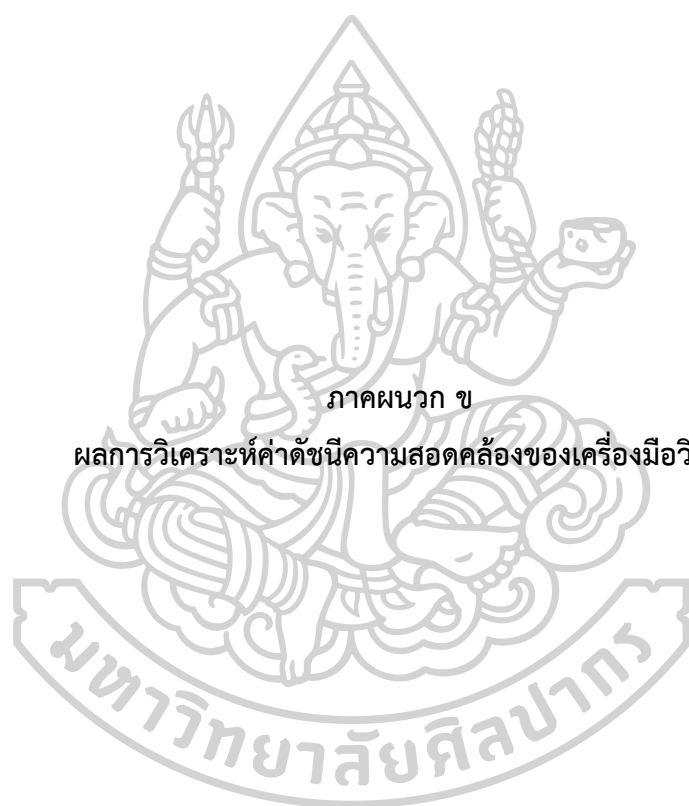 ภาคผนวก ข
ผลการวิเคราะห์ค่าดัชนีความสอดคล้องของเครื่องมือวิ
มหาวิทยาลัยศิลปากร